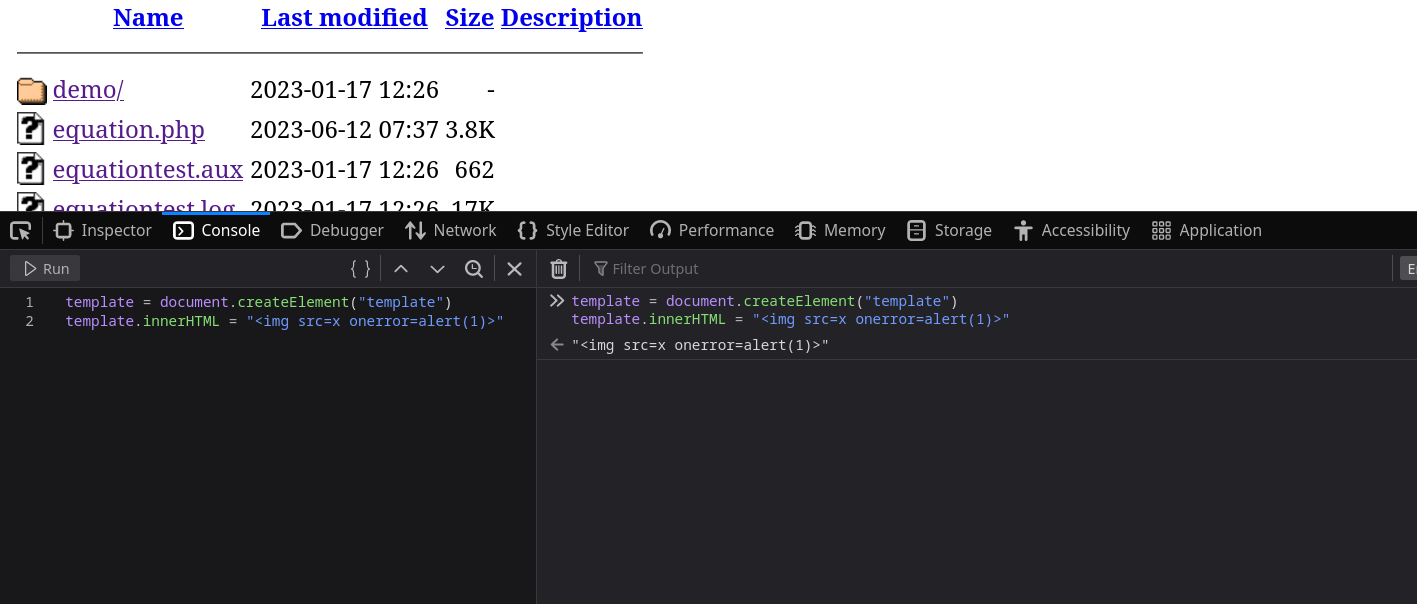 Name Last modified Size Description
demo/ 2023-01-17 12:26 -
equation.php 2023-06-12 07:37 3.8K
equationtest.aux 2023-01-17 12:26 662
equationtest.log 2023-01-17 12:26 17K
Inspector Console Debugger Network Style Editor Performance Memory Storage Accessibility Application
Run { } Filter Output
1 template = document.createElement("template")
2 template.innerHTML = "<img src=x onerror=alert(1)>"
template = document.createElement("template")
template.innerHTML = "<img src=x onerror=alert(1)>"
"<img src=x onerror=alert(1)>"